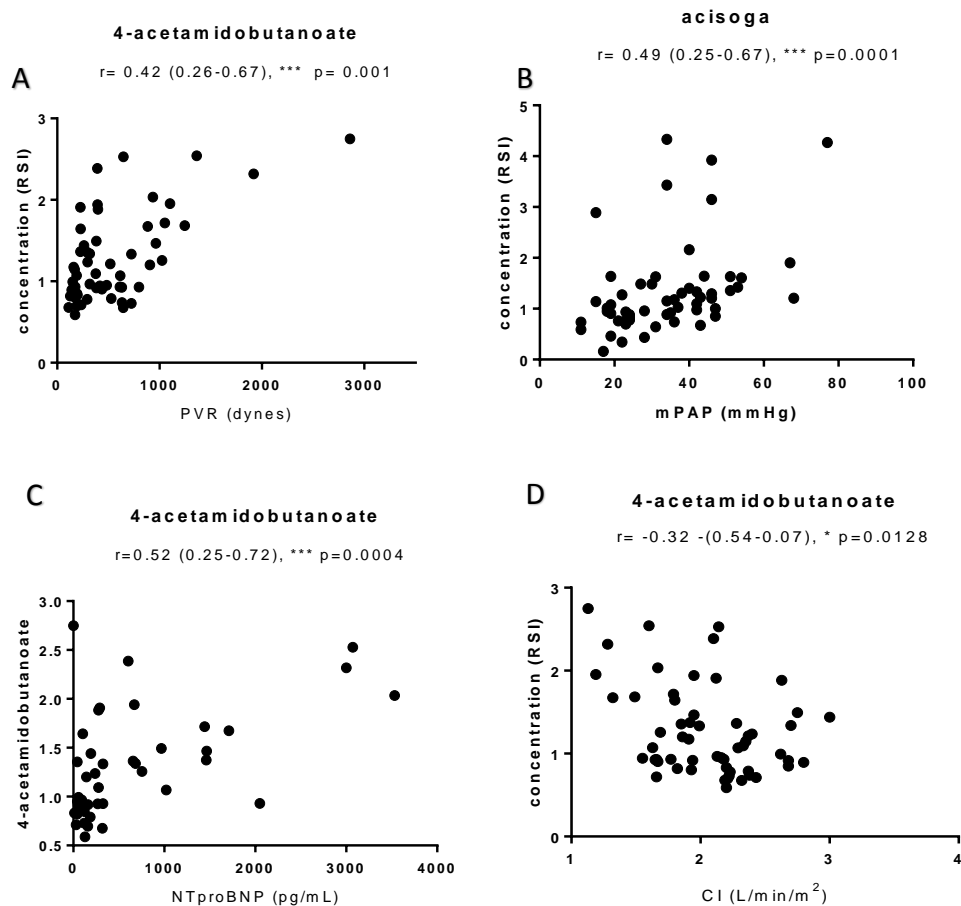 A
4-acetamidobutanoate
r= 0.42 (0.26-0.67), *** p= 0.001
concentration (RSI)
3
2
1
0
0 1000 2000 3000
PVR (dynes)
B
acisoga
r= 0.49 (0.25-0.67), *** p=0.0001
concentration (RSI)
5
4
3
2
1
0
0 20 40 60 80 100
mPAP (mmHg)
C
4-acetamidobutanoate
r=0.52 (0.25-0.72), *** p=0.0004
4-acetamidobutanoate
3.0
2.5
2.0
1.5
1.0
0.5
0 1000 2000 3000 4000
NTproBNP (pg/mL)
D
4-acetamidobutanoate
r= -0.32 -(0.54-0.07), * p=0.0128
concentration (RSI)
3
2
1
0
1 2 3 4
CI (L/min/m²)